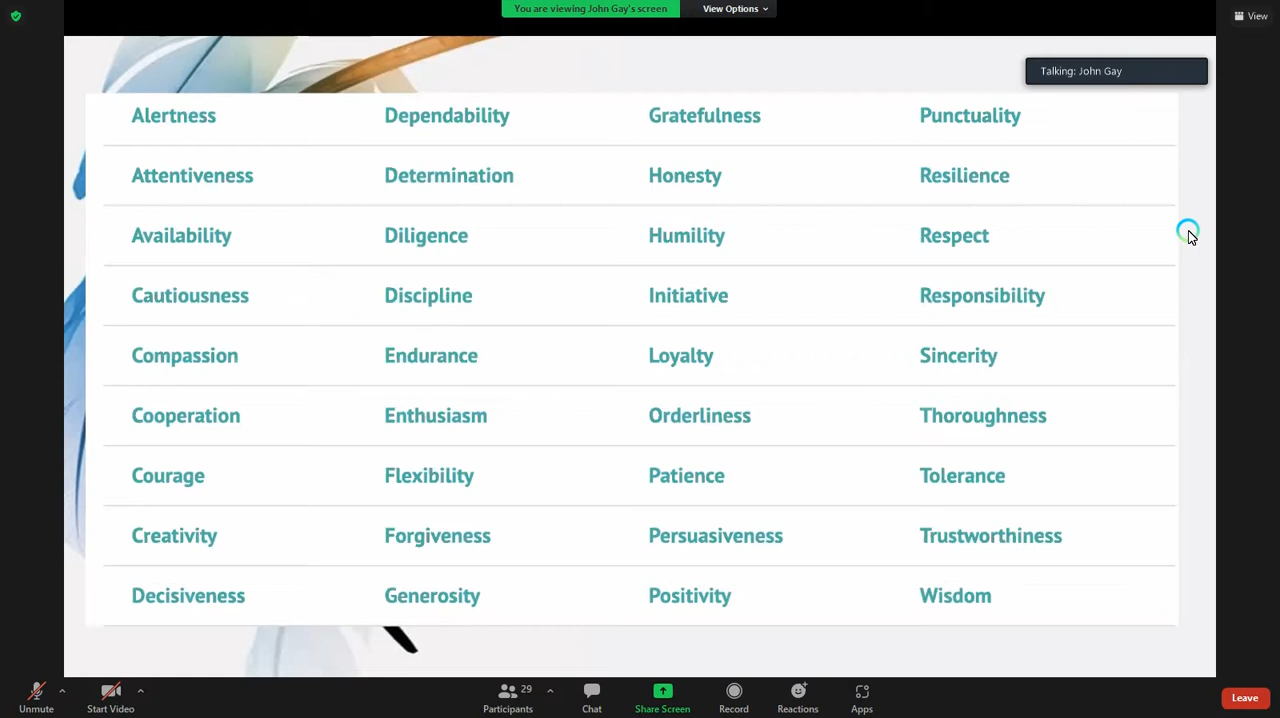 You are viewing John Gay's screen
View Options
View
Talking: John Gay
Alertness Dependability Gratefulness Punctuality
Attentiveness Determination Honesty Resilience
Availability Diligence Humility Respect
Cautiousness Discipline Initiative Responsibility
Compassion Endurance Loyalty Sincerity
Cooperation Enthusiasm Orderliness Thoroughness
Courage Flexibility Patience Tolerance
Creativity Forgiveness Persuasiveness Trustworthiness
Decisiveness Generosity Positivity Wisdom
29
Unmute Start Video Participants Chat Share Screen Record Reactions Apps Leave